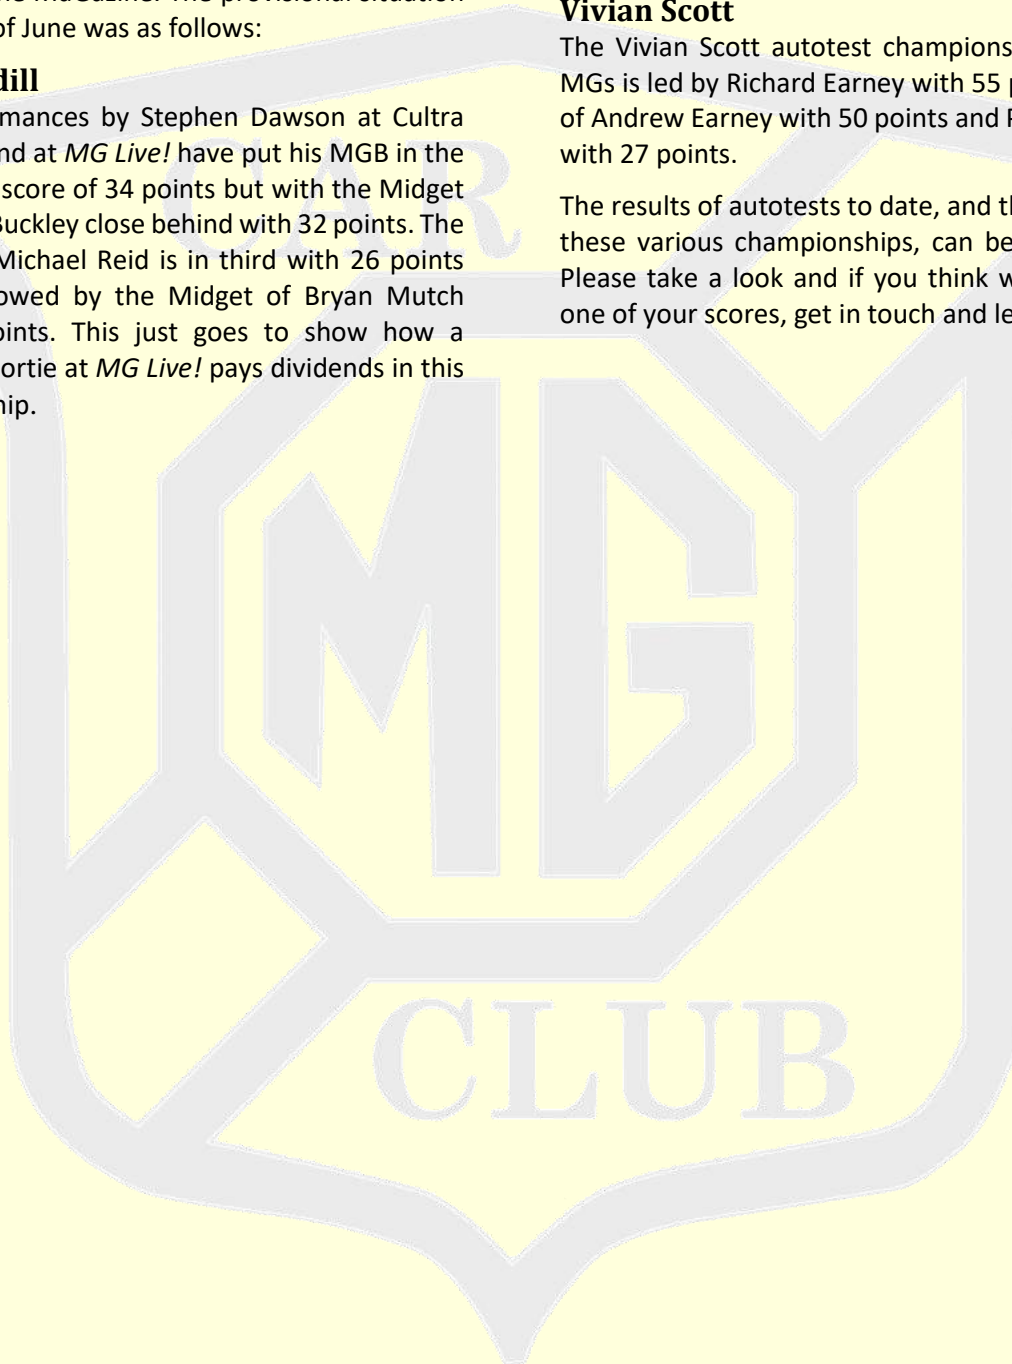 of June was as follows:
dill
mances by Stephen Dawson at Cultra
nd at MG Live! have put his MGB in the
score of 34 points but with the Midget
Buckley close behind with 32 points. The
Michael Reid is in third with 26 points
owed by the Midget of Bryan Mutch
oints. This just goes to show how a
ortie at MG Live! pays dividends in this
hip.
Vivian Scott
The Vivian Scott autotest champions
MGs is led by Richard Earney with 55 p
of Andrew Earney with 50 points and
with 27 points.
The results of autotests to date, and th
these various championships, can be
Please take a look and if you think w
one of your scores, get in touch and le
CAR
MG
CLUB